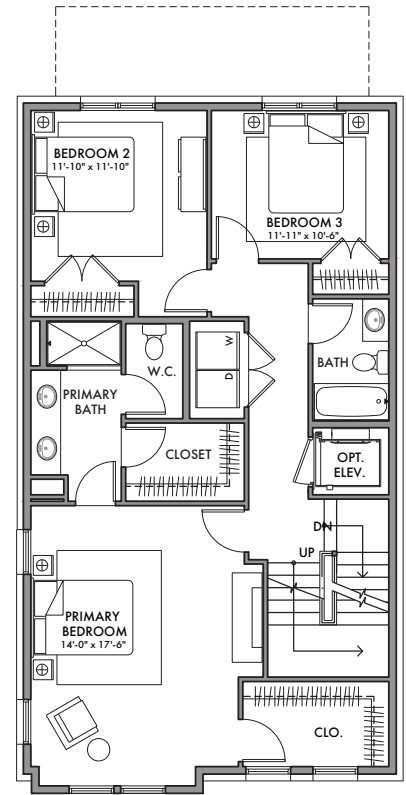 BEDROOM 2
11'-10" x 11'-10"
BEDROOM 3
11'-11" x 10'-6"
W
D
W.C.
BATH
PRIMARY
BATH
CLOSET
OPT.
ELEV.
DN
UP
PRIMARY
BEDROOM
14'-0" x 17'-6"
CLO.